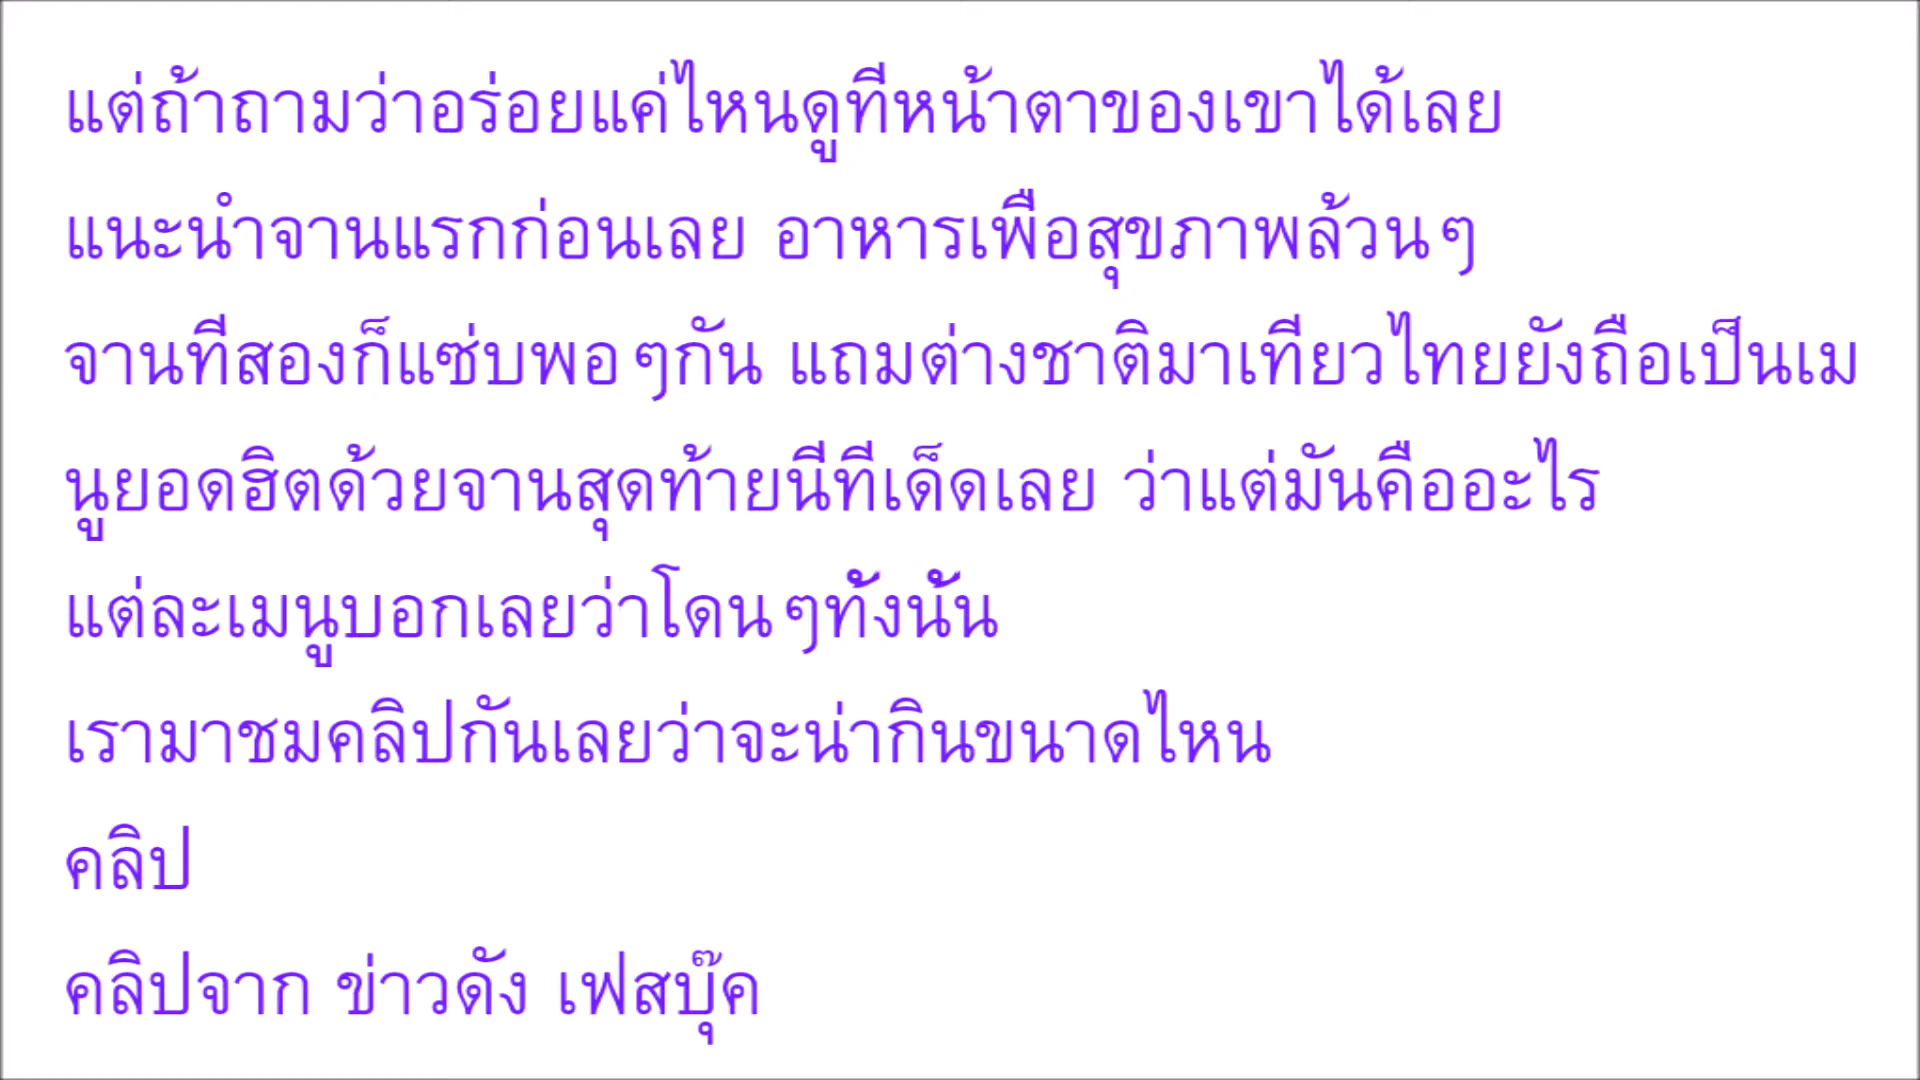 แต่ถ้าถามว่าอร่อยแค่ไหนดูที่หน้าตาของเขาได้เลย
แนะนำจานแรกก่อนเลย อาหารเพื่อสุขภาพล้วนๆ
จานที่สองก็แซ่บพอๆกัน แถมต่างชาติมาเที่ยวไทยยังถือเป็นเม
นูยอดฮิตด้วยจานสุดท้ายนี่ทีเด็ดเลย ว่าแต่มันคืออะไร
แต่ละเมนูบอกเลยว่าโดนๆทั้งนั้น
เรามาชมคลิปกันเลยว่าจะน่ากินขนาดไหน
คลิป
คลิปจาก ข่าวดัง เฟสบุ๊ค